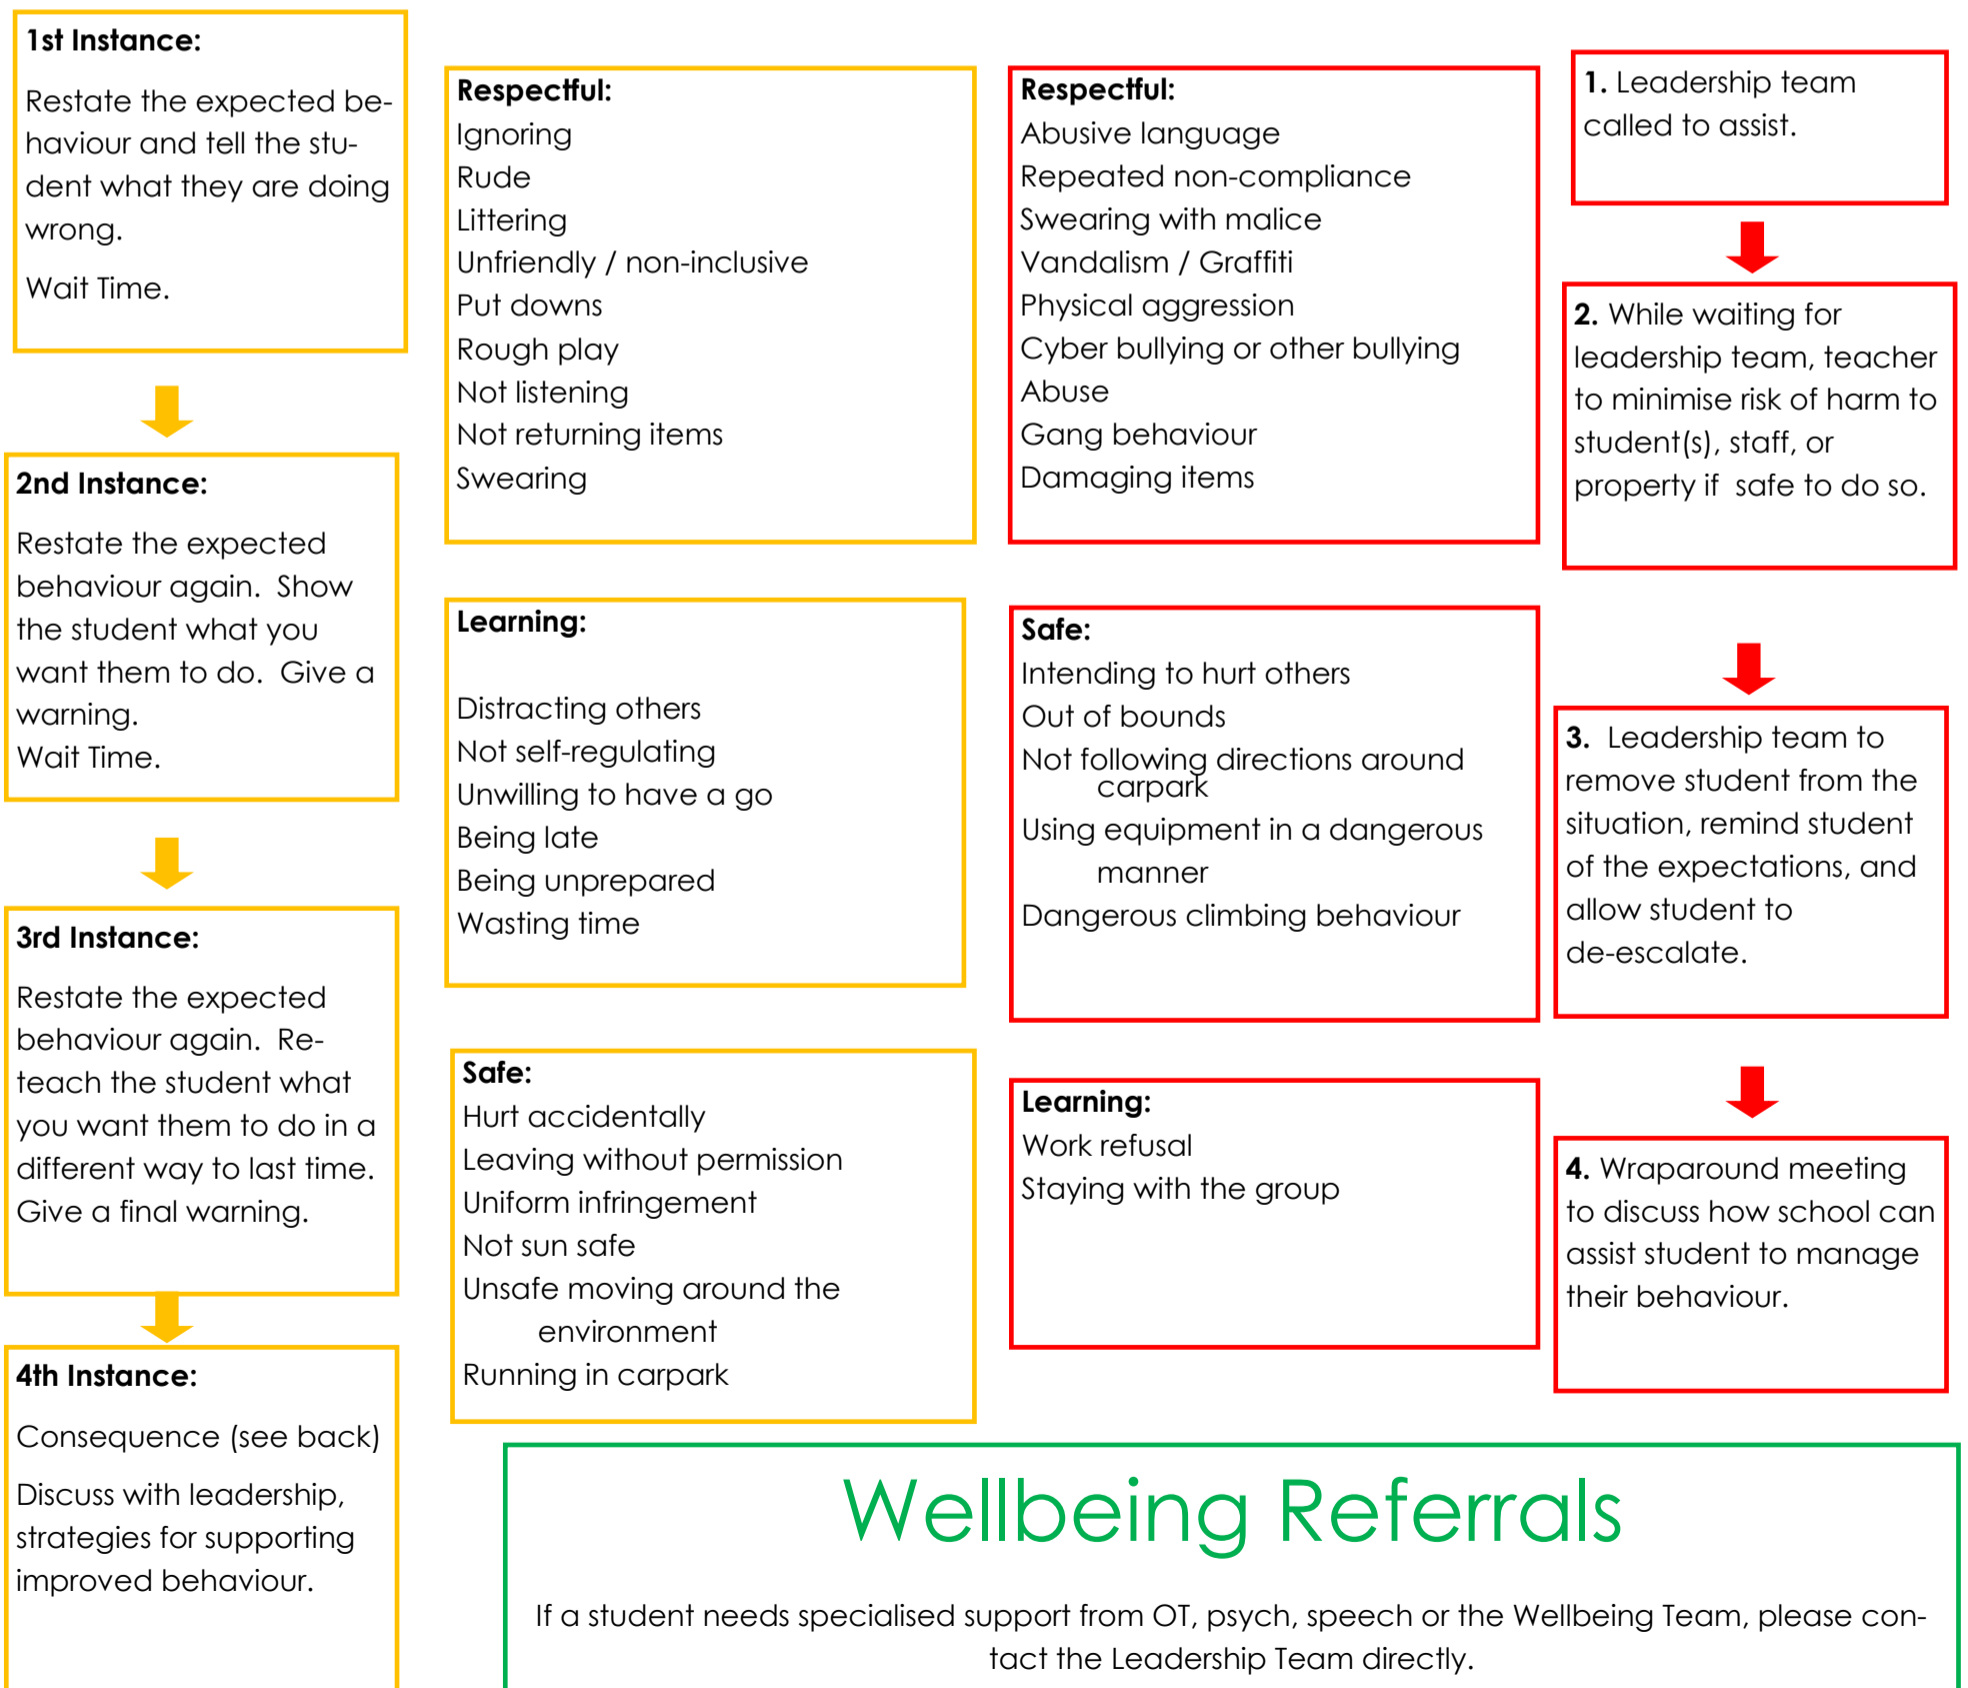 1st Instance:
Restate the expected be-
haviour and tell the stu-
dent what they are doing
wrong.
Wait Time.
2nd Instance:
Restate the expected
behaviour again.  Show
the student what you
want them to do.  Give a
warning.
Wait Time.
3rd Instance:
Restate the expected
behaviour again.  Re-
teach the student what
you want them to do in a
different way to last time.
Give a final warning.
4th Instance:
Consequence (see back)
Discuss with leadership,
strategies for supporting
improved behaviour.
Respectful:
Ignoring
Rude
Littering
Unfriendly / non-inclusive
Put downs
Rough play
Not listening
Not returning items
Swearing
Learning:
Distracting others
Not self-regulating
Unwilling to have a go
Being late
Being unprepared
Wasting time
Safe:
Hurt accidentally
Leaving without permission
Uniform infringement
Not sun safe
Unsafe moving around the
environment
Running in carpark
Respectful:
Abusive language
Repeated non-compliance
Swearing with malice
Vandalism / Graffiti
Physical aggression
Cyber bullying or other bullying
Abuse
Gang behaviour
Damaging items
Safe:
Intending to hurt others
Out of bounds
Not following directions around
carpark
Using equipment in a dangerous
manner
Dangerous climbing behaviour
Learning:
Work refusal
Staying with the group
1. Leadership team
called to assist.
2. While waiting for
leadership team, teacher
to minimise risk of harm to
student(s), staff, or
property if  safe to do so.
3.  Leadership team to
remove student from the
situation, remind student
of the expectations, and
allow student to
de-escalate.
4. Wraparound meeting
to discuss how school can
assist student to manage
their behaviour.
Wellbeing Referrals
If a student needs specialised support from OT, psych, speech or the Wellbeing Team, please con-
tact the Leadership Team directly.